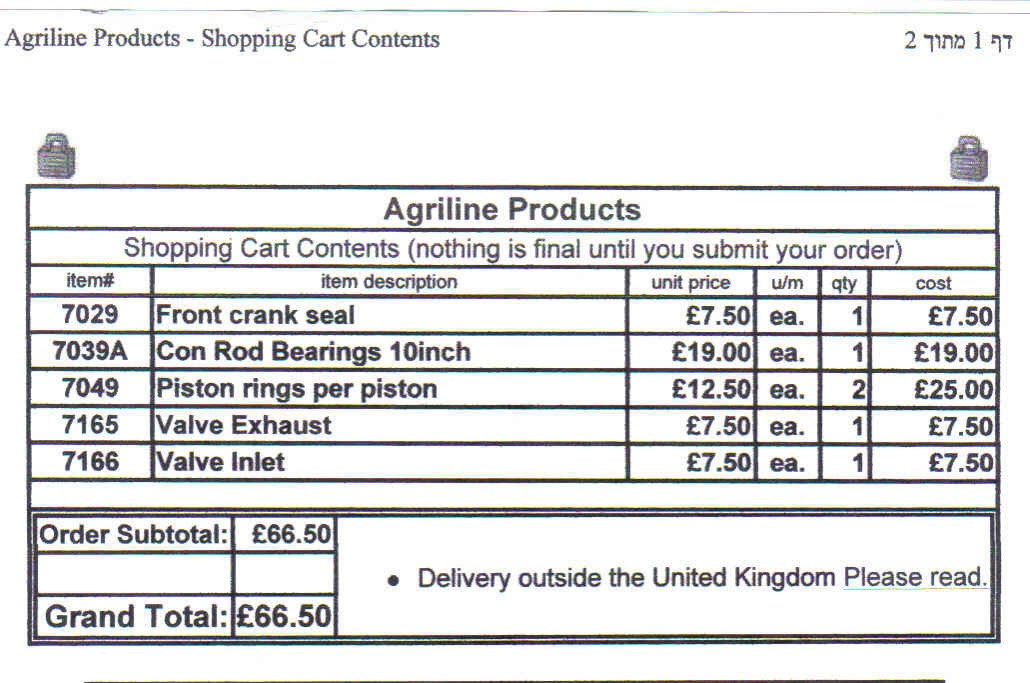 Agriline Products - Shopping Cart Contents דף 1 מתוך 2
Agriline Products
Shopping Cart Contents (nothing is final until you submit your order)
item# item description unit price u/m qty cost
7029 Front crank seal £7.50 ea. 1 £7.50
7039A Con Rod Bearings 10inch £19.00 ea. 1 £19.00
7049 Piston rings per piston £12.50 ea. 2 £25.00
7165 Valve Exhaust £7.50 ea. 1 £7.50
7166 Valve Inlet £7.50 ea. 1 £7.50
Order Subtotal: £66.50
• Delivery outside the United Kingdom Please read.
Grand Total: £66.50